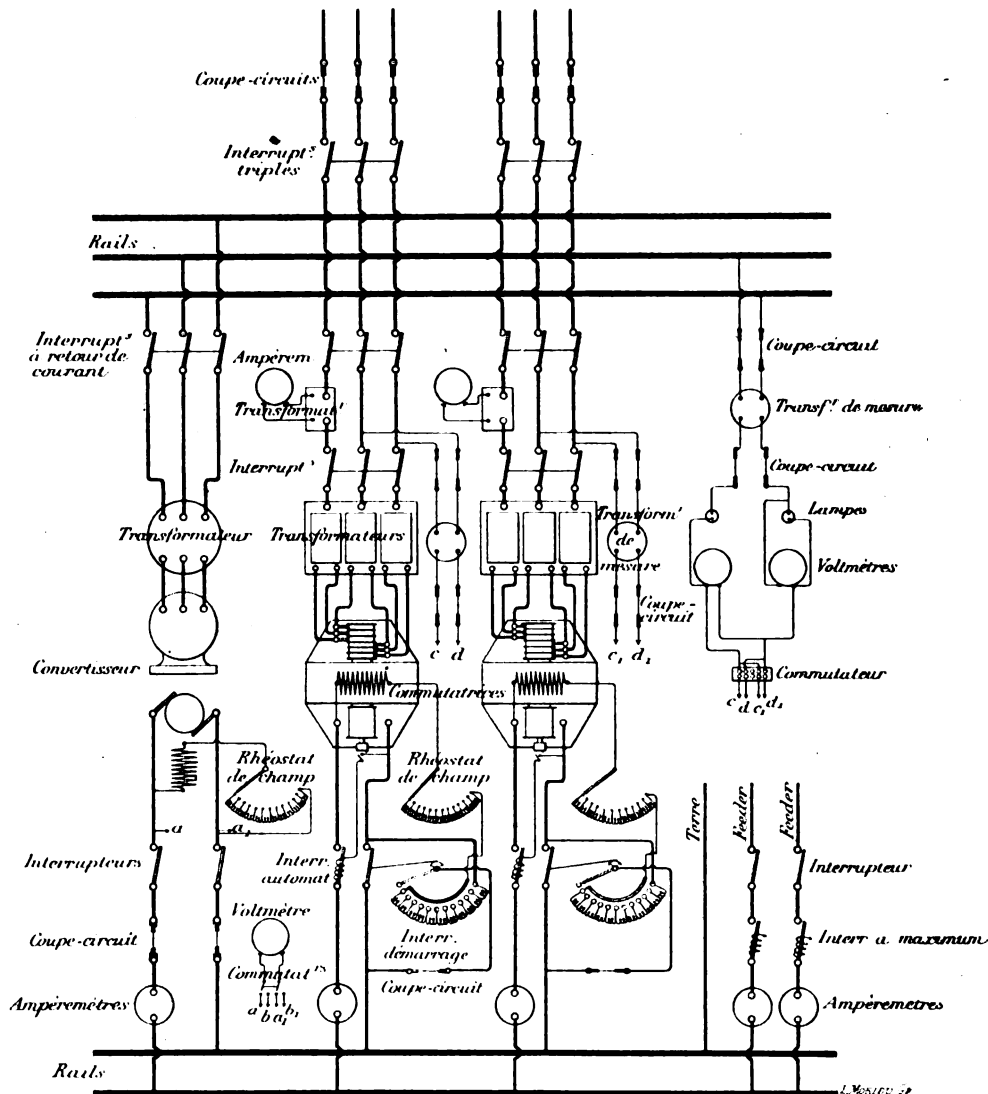 Coupe-circuits
Interrupt.s
triples
Rails
Interrupt.s
à retour de
courant
Ampèrem
Transformat.r
Interrupt.s
Coupe-circuit
Transf.r de mesure
Coupe-circuit
Lampes
Voltmètres
Transformateur
Transformateurs
Transform.r
de
mesure
Coupe-
circuit
c d
c1 d1
Convertisseur
Commutatrices
Commutateur
c d c1 d1
Rhéostat
de champ
Rhéostat
de champ
a
a1
Terre
Feeder
Feeder
Interrupteurs
Interr.
automat
Interrupteur
Voltmètre
Coupe-circuit
Interr.
démarrage
Interr a maximum
Commutat.rs
Coupe-circuit
a b a1 b1
Ampèremètres
Ampèremetres
Rails